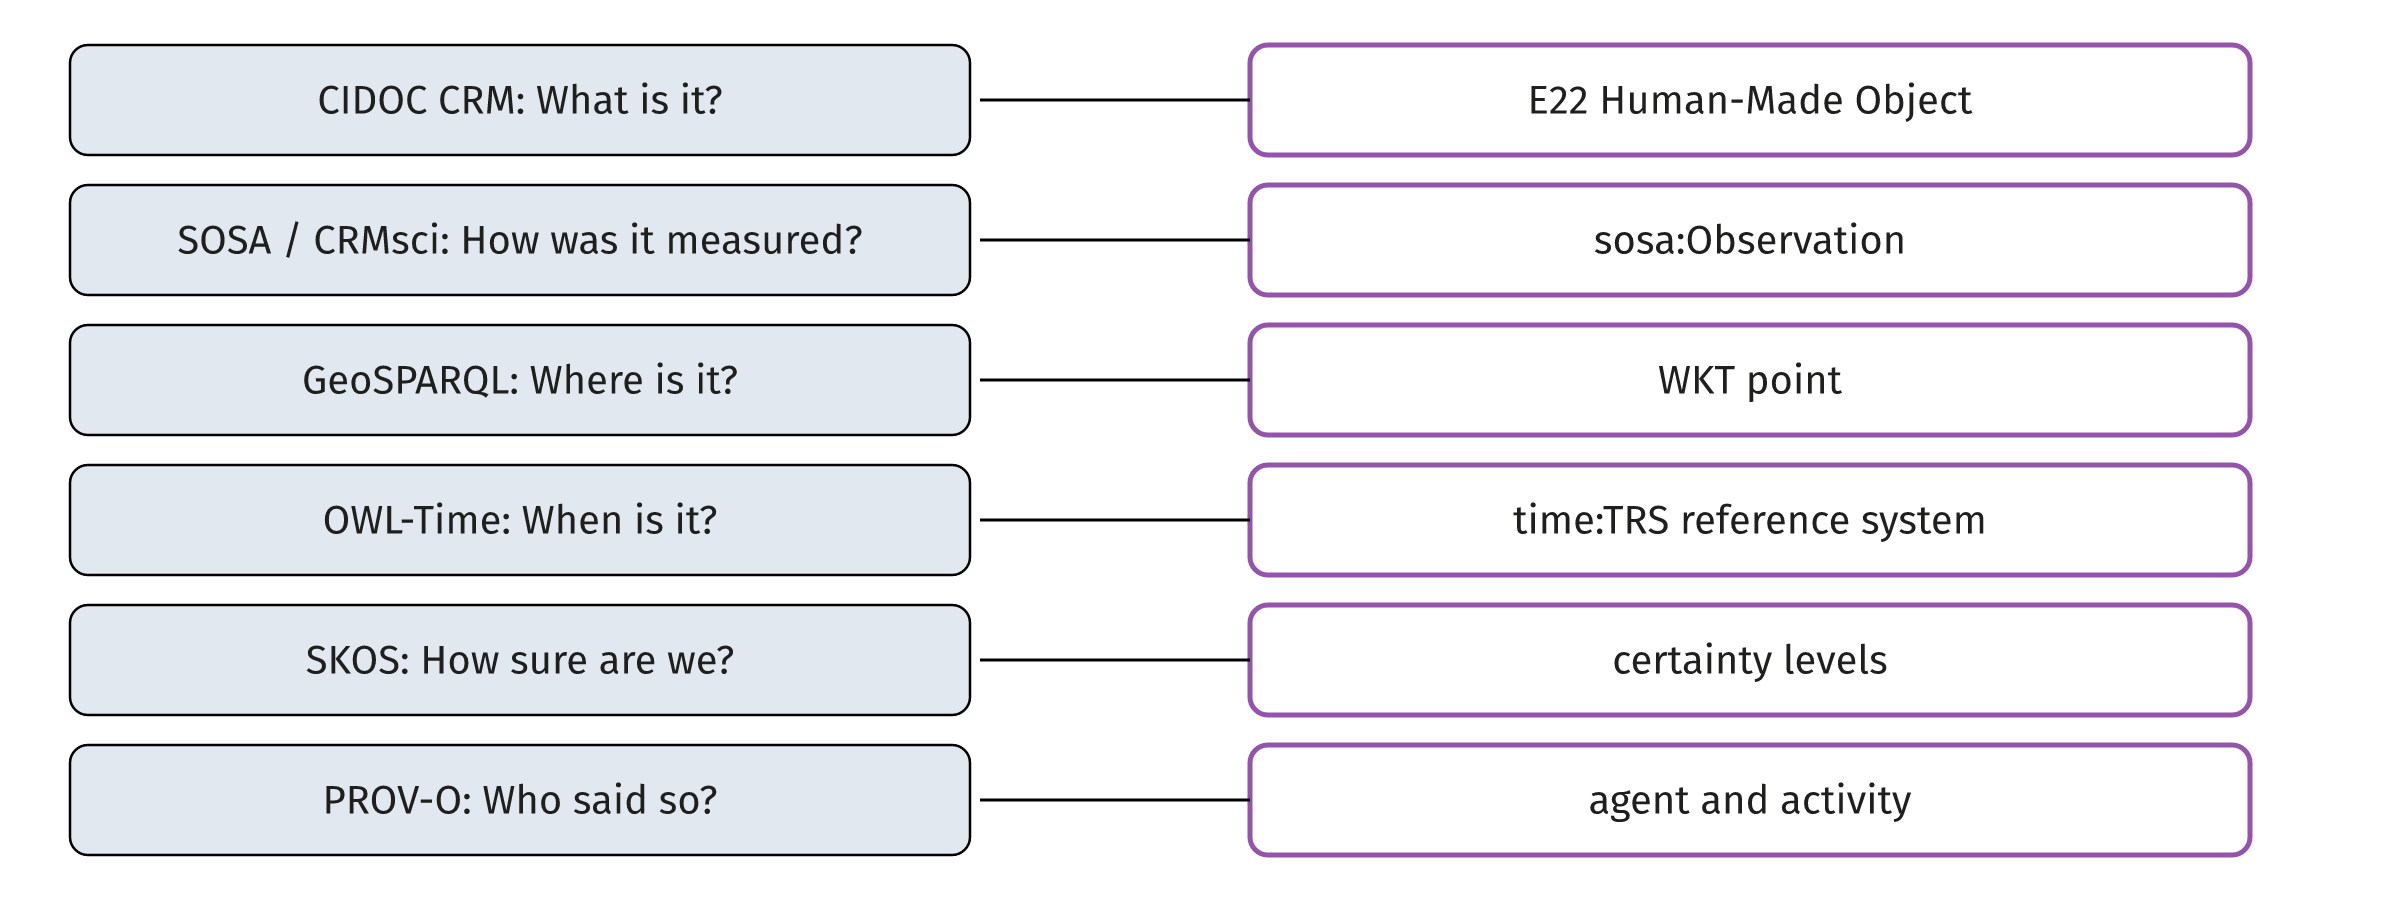 CIDOC CRM: What is it?
E22 Human-Made Object
SOSA / CRMsci: How was it measured?
sosa:Observation
GeoSPARQL: Where is it?
WKT point
OWL-Time: When is it?
time:TRS reference system
SKOS: How sure are we?
certainty levels
PROV-O: Who said so?
agent and activity